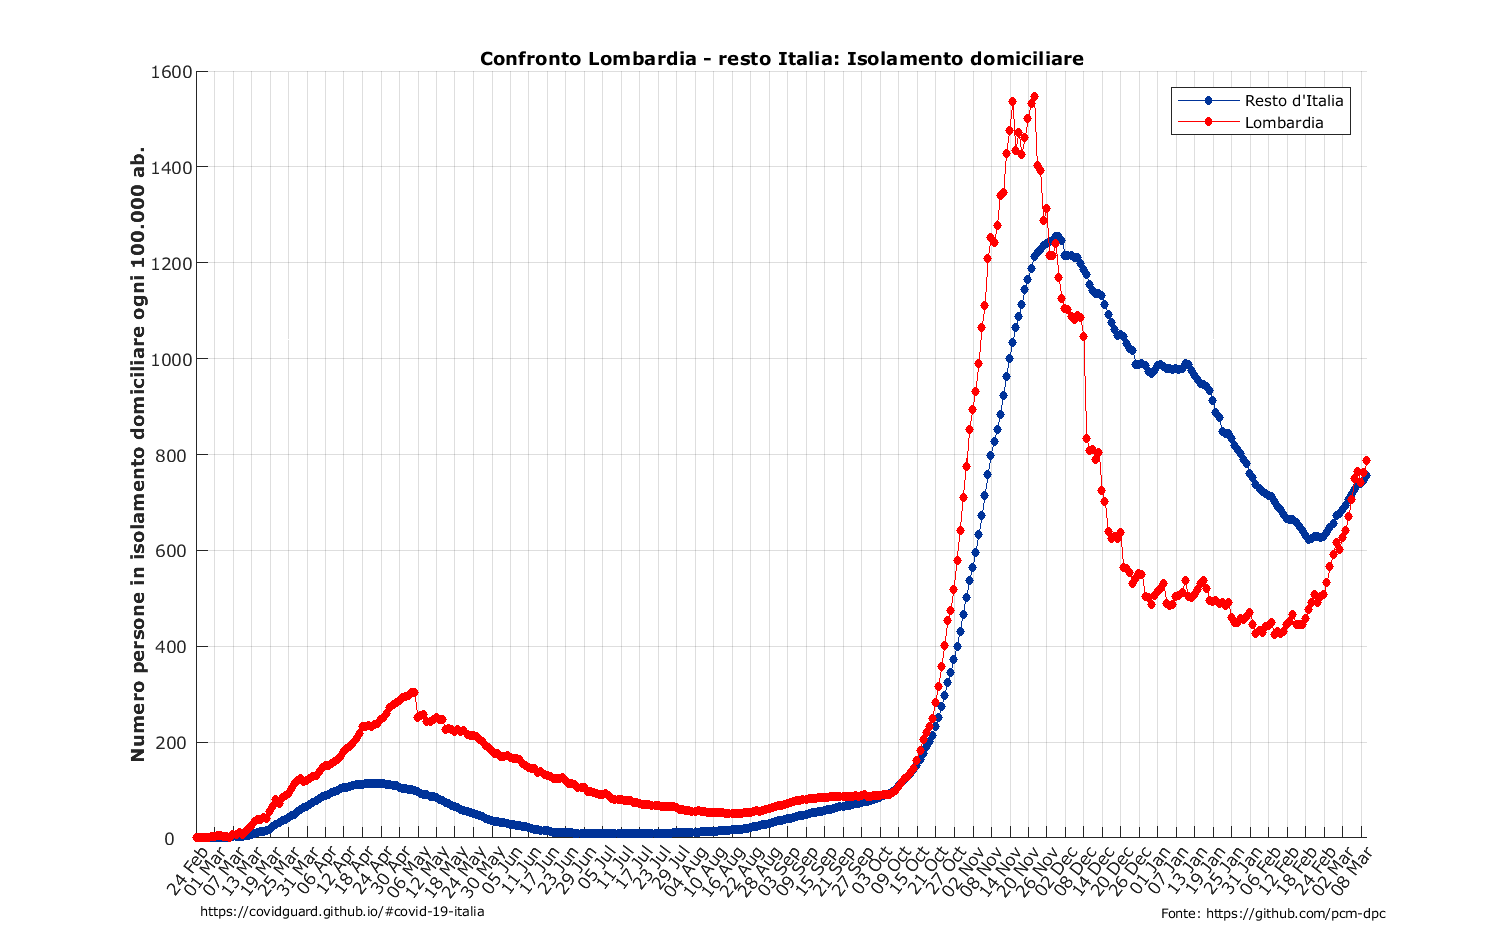 Confronto Lombardia - resto Italia: Isolamento domiciliare
Numero persone in isolamento domiciliare ogni 100.000 ab.
1600
1400
1200
1000
800
600
400
200
0
Resto d'Italia
Lombardia
24 Feb
01 Mar
07 Mar
13 Mar
19 Mar
25 Mar
31 Mar
06 Apr
12 Apr
18 Apr
24 Apr
30 Apr
06 May
12 May
18 May
24 May
30 May
05 Jun
11 Jun
17 Jun
23 Jun
29 Jun
05 Jul
11 Jul
17 Jul
23 Jul
29 Jul
04 Aug
10 Aug
16 Aug
22 Aug
28 Aug
03 Sep
09 Sep
15 Sep
21 Sep
27 Sep
03 Oct
09 Oct
15 Oct
21 Oct
27 Oct
02 Nov
08 Nov
14 Nov
20 Nov
26 Nov
02 Dec
08 Dec
14 Dec
20 Dec
26 Dec
01 Jan
07 Jan
13 Jan
19 Jan
25 Jan
31 Jan
06 Feb
12 Feb
18 Feb
24 Feb
02 Mar
08 Mar
https://covidguard.github.io/#covid-19-italia
Fonte: https://github.com/pcm-dpc